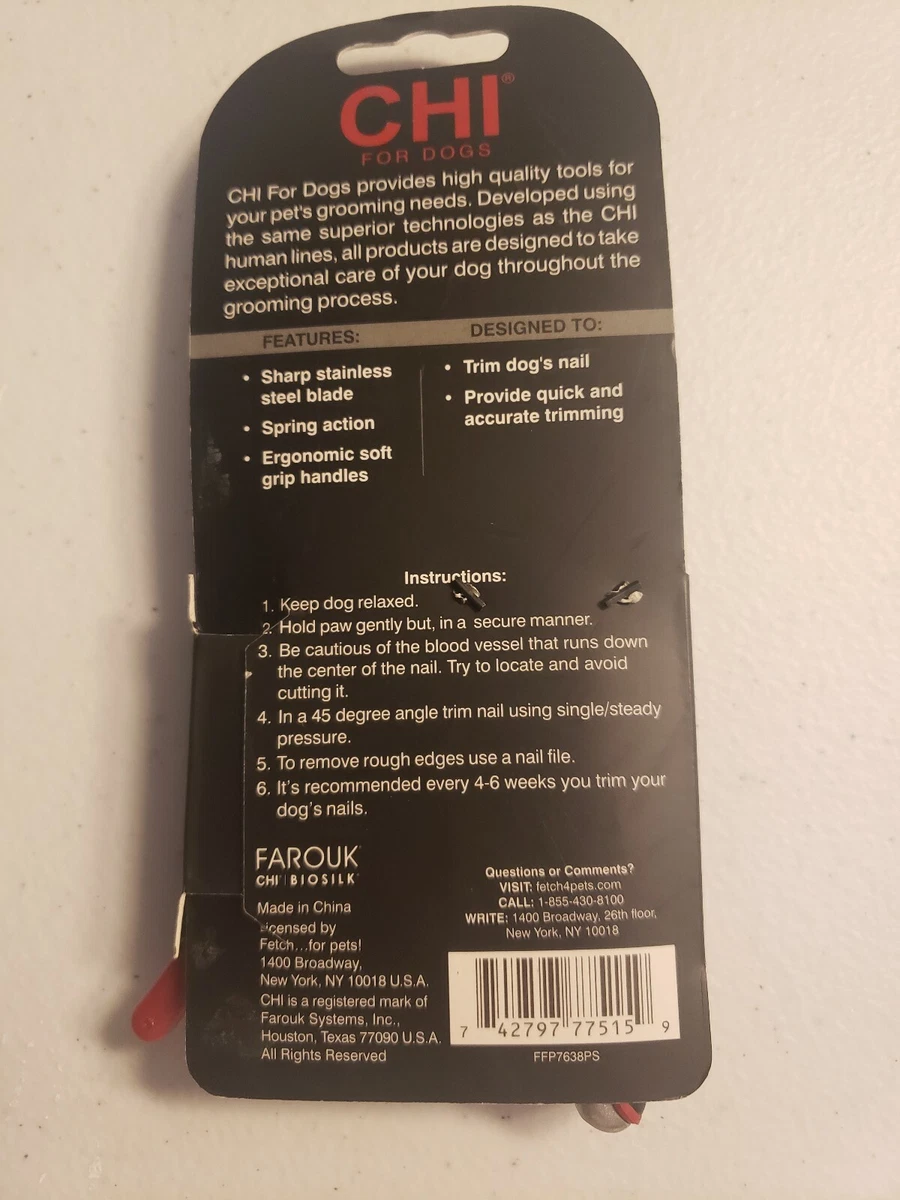 CHI®
FOR DOGS
CHI For Dogs provides high quality tools for
your pet's grooming needs. Developed using
the same superior technologies as the CHI
human lines, all products are designed to take
exceptional care of your dog throughout the
grooming process.
FEATURES:
• Sharp stainless
steel blade
• Spring action
• Ergonomic soft
grip handles
DESIGNED TO:
• Trim dog's nail
• Provide quick and
accurate trimming
Instructions:
1. Keep dog relaxed.
2. Hold paw gently but, in a secure manner.
3. Be cautious of the blood vessel that runs down
the center of the nail. Try to locate and avoid
cutting it.
4. In a 45 degree angle trim nail using single/steady
pressure.
5. To remove rough edges use a nail file.
6. It's recommended every 4-6 weeks you trim your
dog's nails.
FAROUK
CHI | BIOSILK
Made in China
Licensed by
Fetch...for pets!
1400 Broadway,
New York, NY 10018 U.S.A.
CHI is a registered mark of
Farouk Systems, Inc.,
Houston, Texas 77090 U.S.A.
All Rights Reserved
Questions or Comments?
VISIT: fetch4pets.com
CALL: 1-855-430-8100
WRITE: 1400 Broadway, 26th floor,
New York, NY 10018
7 42797 77515 9
FFP7638PS